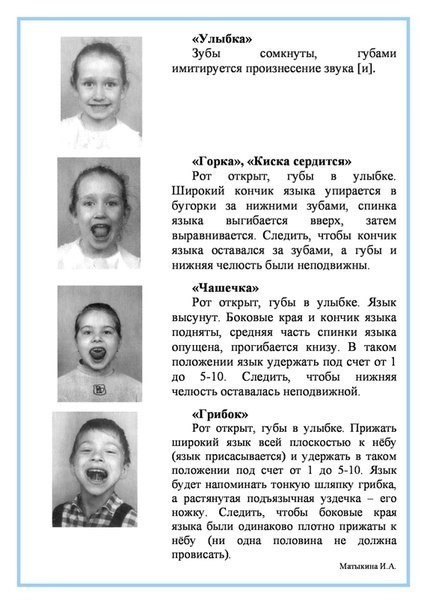 «Улыбка»
Зубы сомкнуты, губами
имитируется произнесение звука [и].
«Горка», «Киска сердится»
Рот открыт, губы в улыбке.
Широкий кончик языка упирается в
бугорки за нижними зубами, спинка
языка выгибается вверх, затем
выравнивается. Следить, чтобы кончик
языка оставался за зубами, а губы и
нижняя челюсть были неподвижны.
«Чашечка»
Рот открыт, губы в улыбке. Язык
высунут. Боковые края и кончик языка
подняты, средняя часть спинки языка
опущена, прогибается книзу. В таком
положении язык удержать под счет от 1
до 5-10. Следить, чтобы нижняя
челюсть оставалась неподвижной.
«Грибок»
Рот открыт, губы в улыбке. Прижать
широкий язык всей плоскостью к нёбу
(язык присасывается) и удержать в таком
положении под счет от 1 до 5-10. Язык
будет напоминать тонкую шляпку грибка,
а растянутая подъязычная уздечка – его
ножку. Следить, чтобы боковые края
языка были одинаково плотно прижаты к
нёбу (ни одна половина не должна
провисать).
Матыкина И.А.